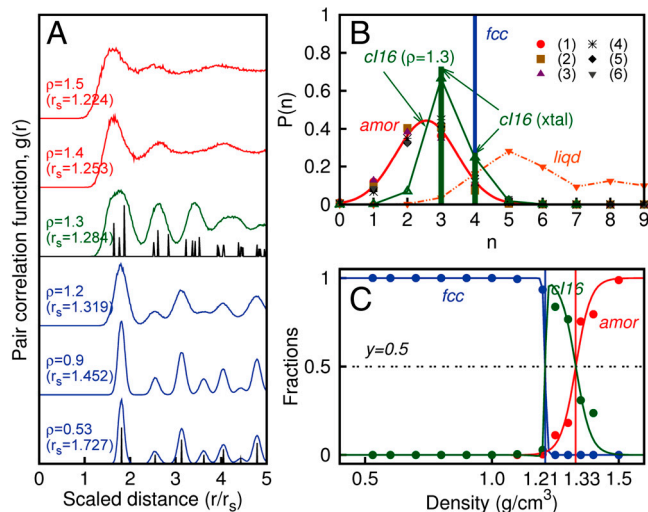 A
Pair correlation function, g(r)
ρ=1.5
(rs=1.224)
ρ=1.4
(rs=1.253)
ρ=1.3
(rs=1.284)
ρ=1.2
(rs=1.319)
ρ=0.9
(rs=1.452)
ρ=0.53
(rs=1.727)
0 1 2 3 4 5
Scaled distance (r/rs)
B
P(n)
1
0.8
0.6
0.4
0.2
0
cI16
(ρ=1.3)
fcc
amor
cI16 (xtal)
liqd
(1) (4)
(2) (5)
(3) (6)
0 1 2 3 4 5 6 7 8 9
n
C
Fractions
1
0.5
0
fcc
cI16
amor
y=0.5
0.5 1.0 1.21 1.33 1.5
Density (g/cm³)